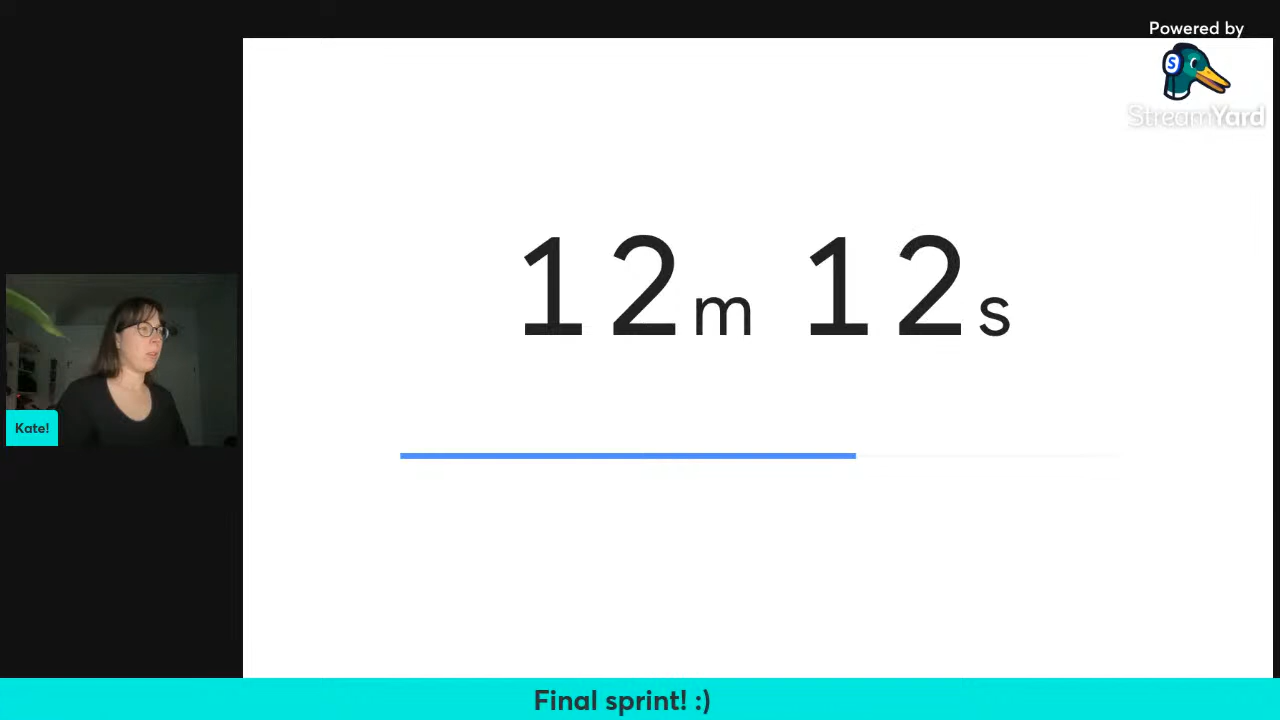 Powered by
S
StreamYard
12m 12s
Kate!
Final sprint! :)